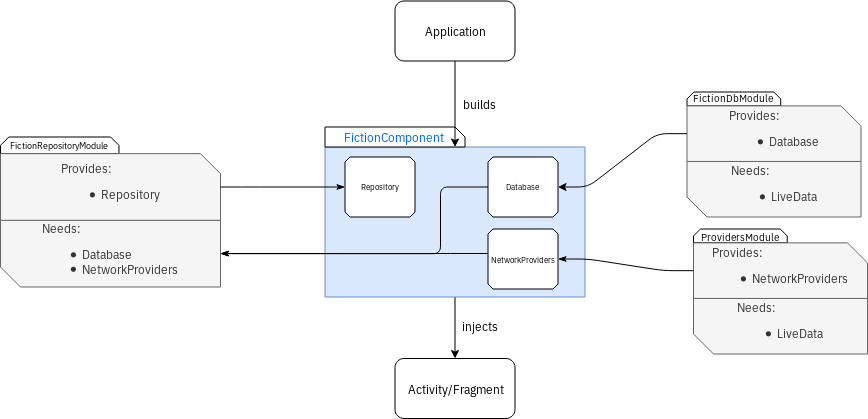 Application
builds
FictionDbModule
Provides:
• Database
Needs:
• LiveData
FictionComponent
FictionRepositoryModule
Provides:
• Repository
Needs:
• Database
• NetworkProviders
Repository
Database
NetworkProviders
ProvidersModule
Provides:
• NetworkProviders
Needs:
• LiveData
injects
Activity/Fragment